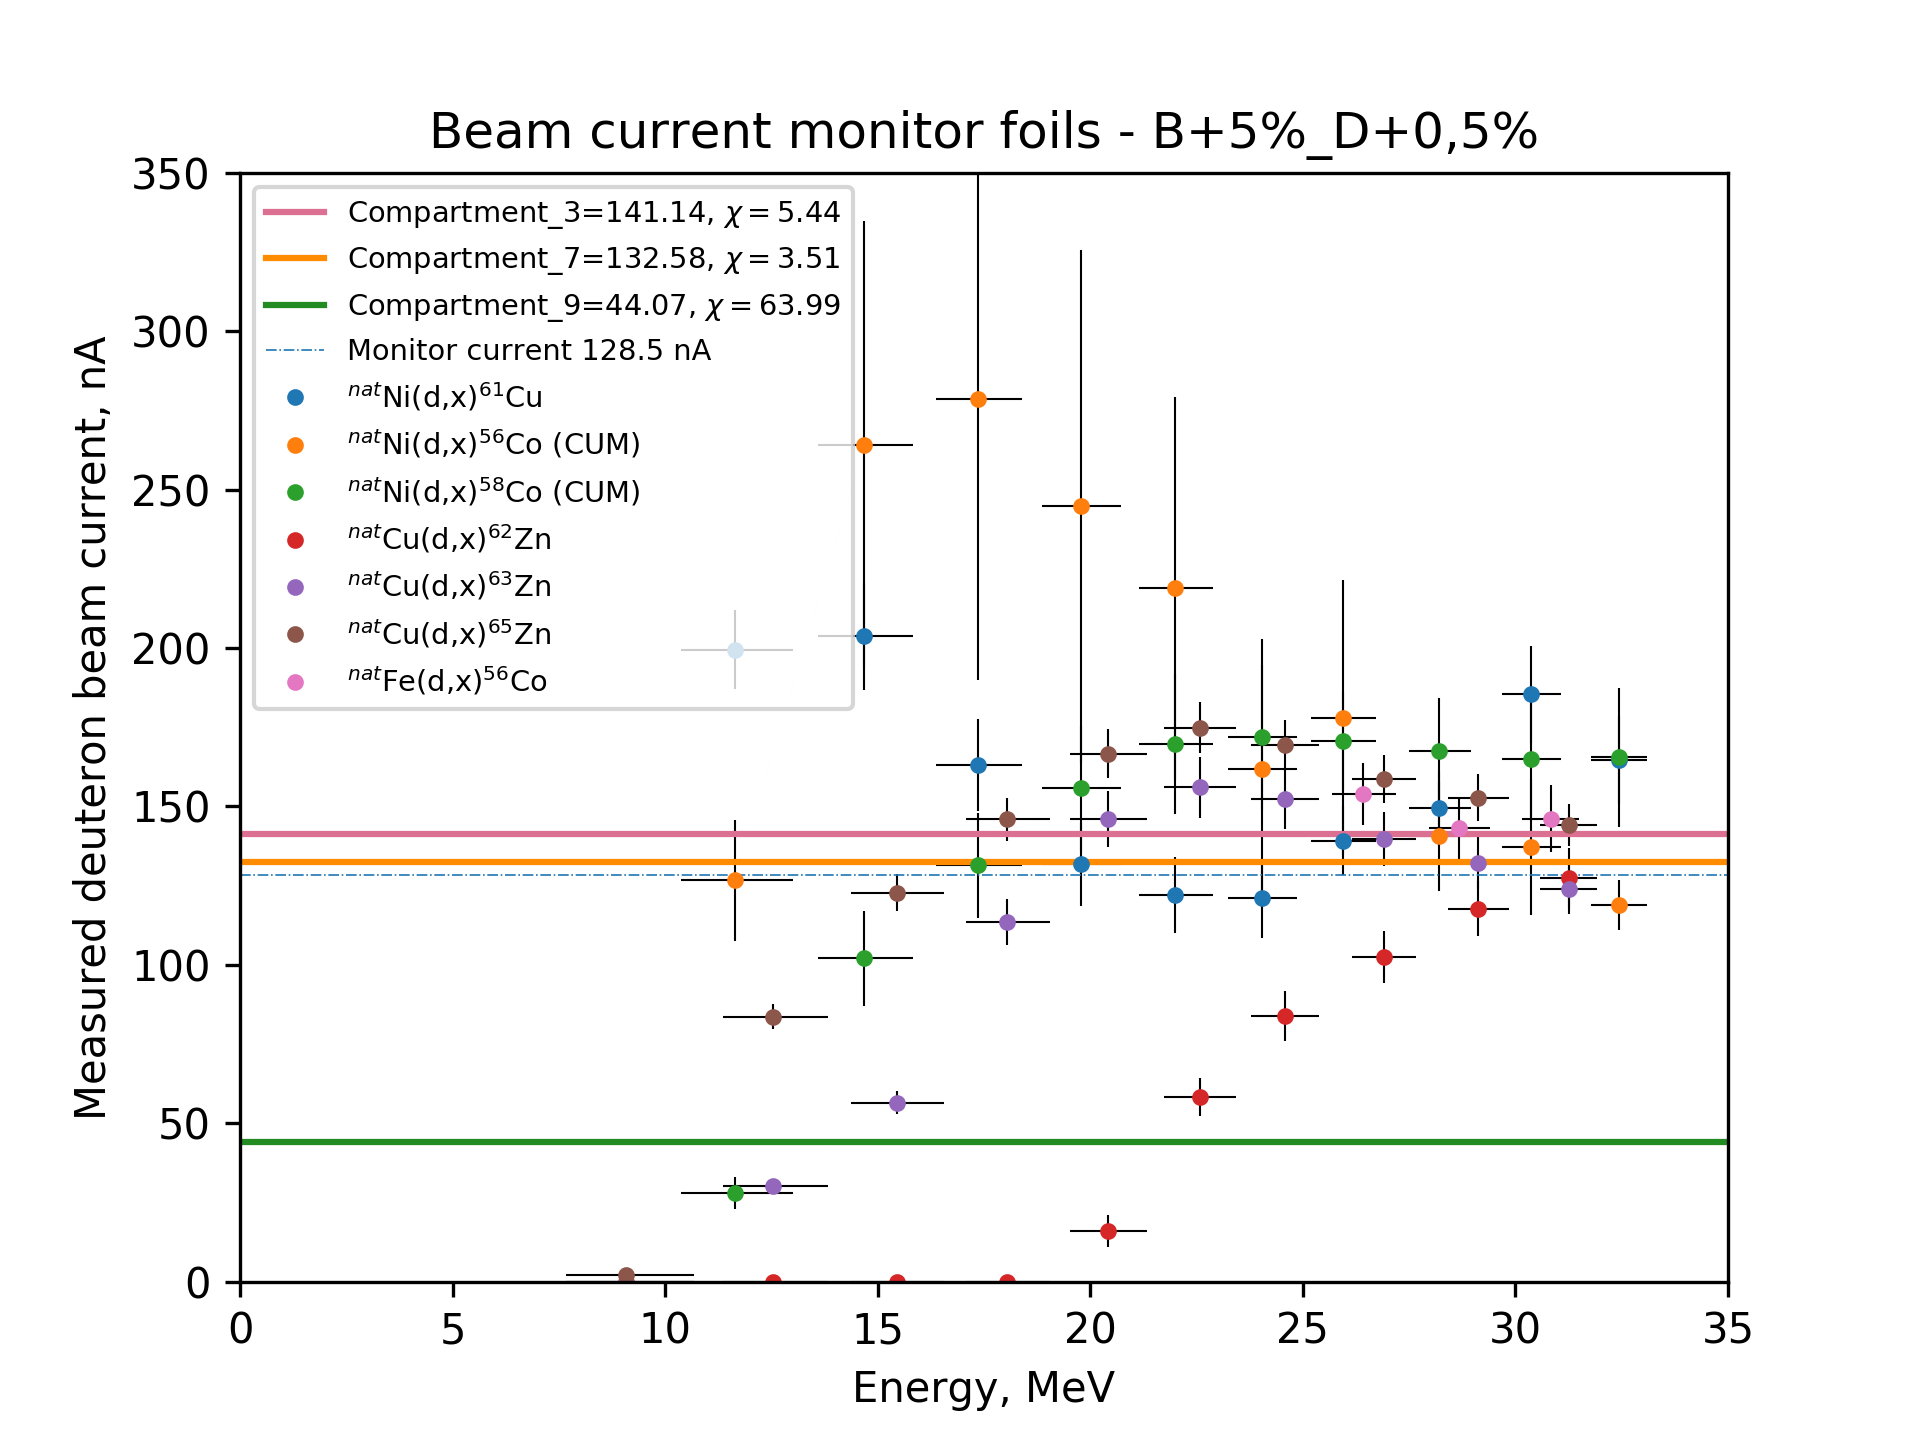 Beam current monitor foils - B+5%_D+0,5%
Measured deuteron beam current, nA
350
300
250
200
150
100
50
0
Compartment_3=141.14, χ = 5.44
Compartment_7=132.58, χ = 3.51
Compartment_9=44.07, χ = 63.99
Monitor current 128.5 nA
natNi(d,x)61Cu
natNi(d,x)56Co (CUM)
natNi(d,x)58Co (CUM)
natCu(d,x)62Zn
natCu(d,x)63Zn
natCu(d,x)65Zn
natFe(d,x)56Co
0 5 10 15 20 25 30 35
Energy, MeV